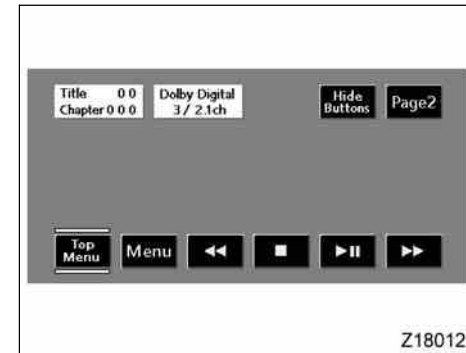 Title 0 0
Chapter 0 0 0
Dolby Digital
3 / 2.1ch
Hide
Buttons
Page2
Top
Menu
Menu
Z18012